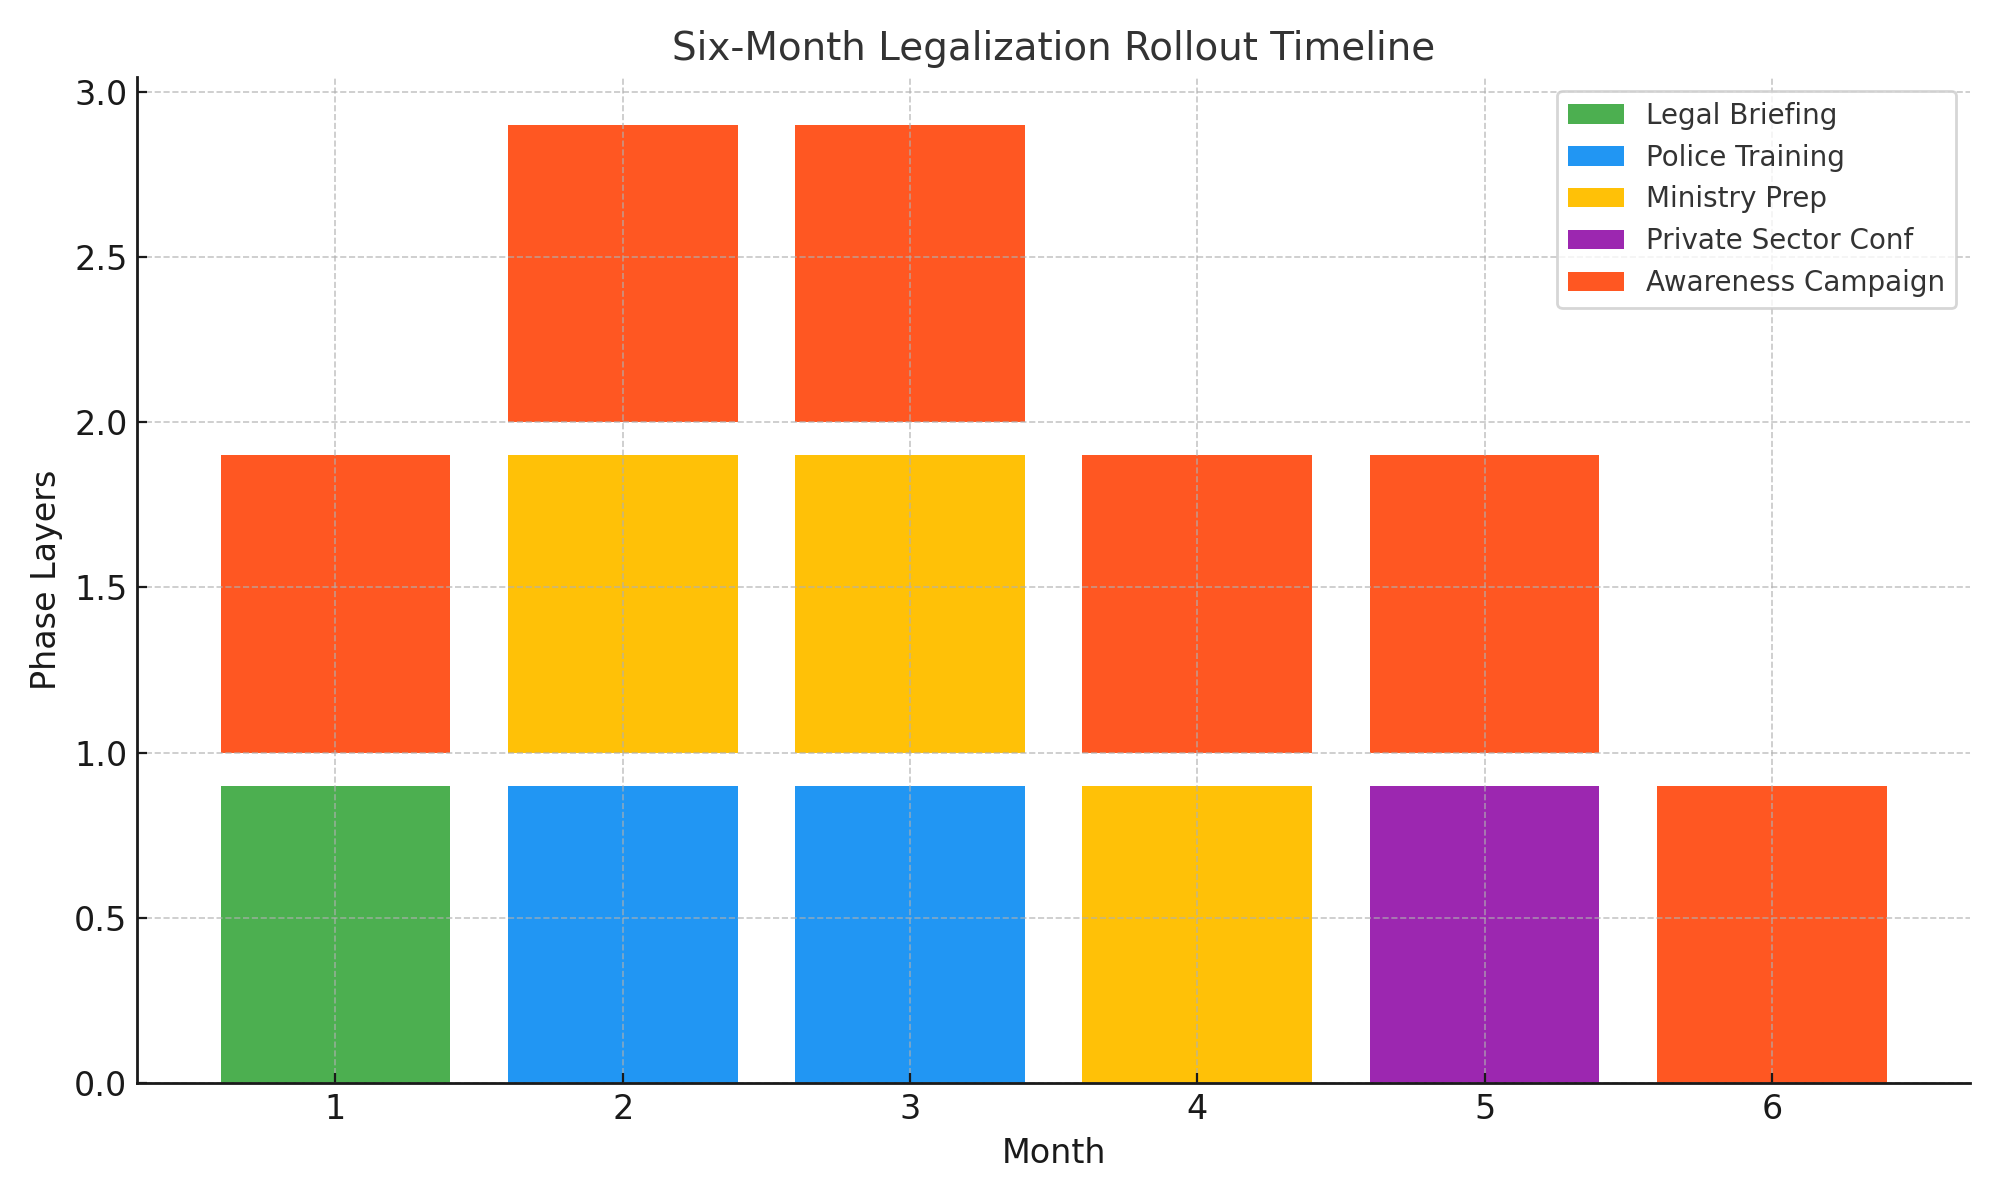 Six-Month Legalization Rollout Timeline
3.0
2.5
2.0
1.5
1.0
0.5
0.0
Phase Layers
Legal Briefing
Police Training
Ministry Prep
Private Sector Conf
Awareness Campaign
1 2 3 4 5 6
Month